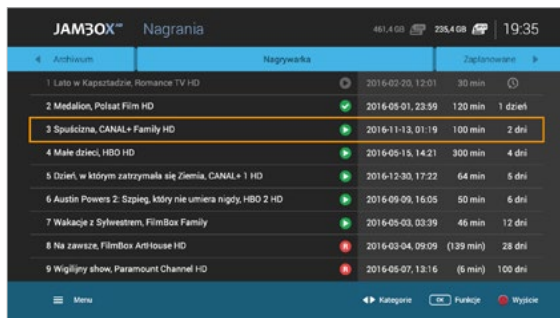 JAMBOX Nagrania 461,4 GB 235,4 GB 19:35
Archiwum Nagrywarka Zaplanowane
1 Lato w Kapsztadzie, Romance TV HD 2016-02-20, 12:01 30 min
2 Medalion, Polsat Film HD 2016-05-01, 23:59 120 min 1 dzień
3 Spuścizna, CANAL+ Family HD 2016-11-13, 01:19 100 min 2 dni
4 Małe dzieci, HBO HD 2016-05-15, 14:21 300 min 4 dni
5 Dzień, w którym zatrzymała się Ziemia, CANAL+ 1 HD 2016-12-30, 17:22 64 min 5 dni
6 Austin Powers 2: Szpieg, który nie umiera nigdy, HBO 2 HD 2016-09-09, 16:05 50 min 6 dni
7 Wakacje z Sylwestrem, FilmBox Family 2016-05-03, 03:39 46 min 12 dni
8 Na zawsze, FilmBox ArtHouse HD R 2016-03-04, 09:09 (139 min) 28 dni
9 Wigilijny show, Paramount Channel HD R 2016-05-07, 13:16 (6 min) 100 dni
Menu Kategorie OK Funkcje Wyjście